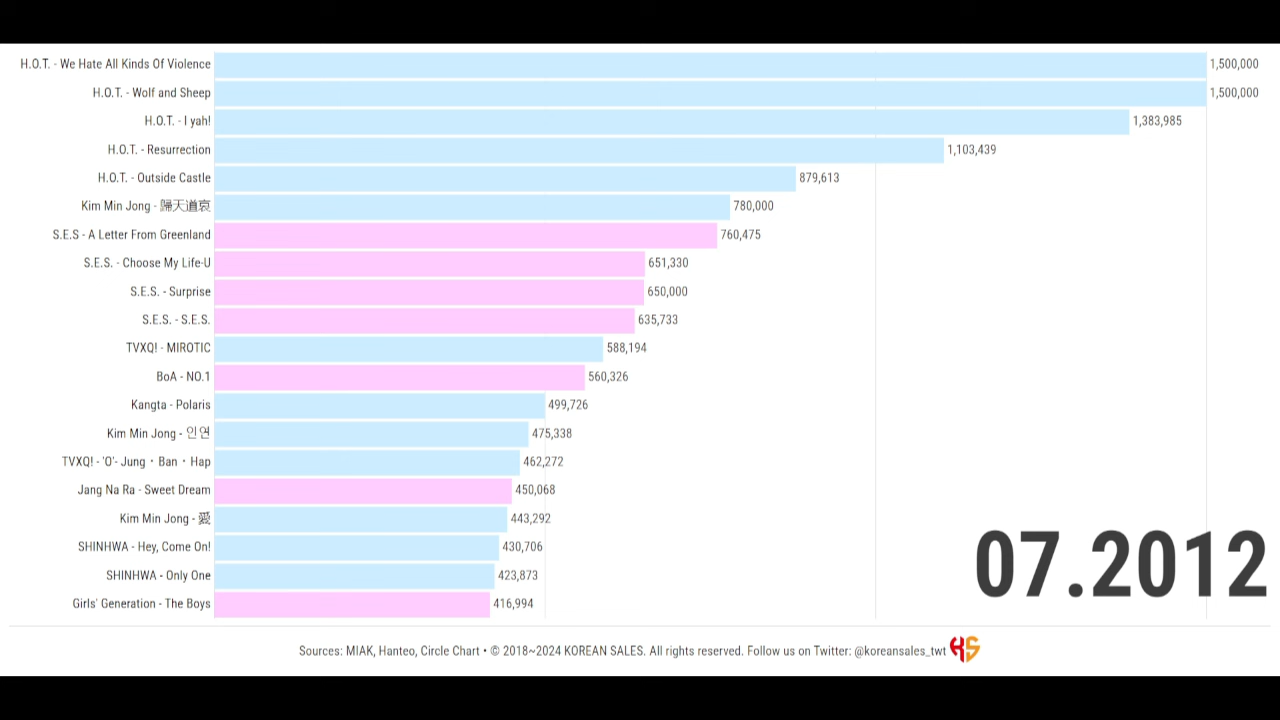 H.O.T. - We Hate All Kinds Of Violence 1,500,000
H.O.T. - Wolf and Sheep 1,500,000
H.O.T. - I yah! 1,383,985
H.O.T. - Resurrection 1,103,439
H.O.T. - Outside Castle 879,613
Kim Min Jong - 歸天道哀 780,000
S.E.S - A Letter From Greenland 760,475
S.E.S. - Choose My Life-U 651,330
S.E.S. - Surprise 650,000
S.E.S. - S.E.S. 635,733
TVXQ! - MIROTIC 588,194
BoA - NO.1 560,326
Kangta - Polaris 499,726
Kim Min Jong - 인연 475,338
TVXQ! - 'O'- Jung・Ban・Hap 462,272
Jang Na Ra - Sweet Dream 450,068
Kim Min Jong - 愛 443,292
SHINHWA - Hey, Come On! 430,706
SHINHWA - Only One 423,873
Girls' Generation - The Boys 416,994
07.2012
Sources: MIAK, Hanteo, Circle Chart • © 2018~2024 KOREAN SALES. All rights reserved. Follow us on Twitter: @koreansales_twt KS